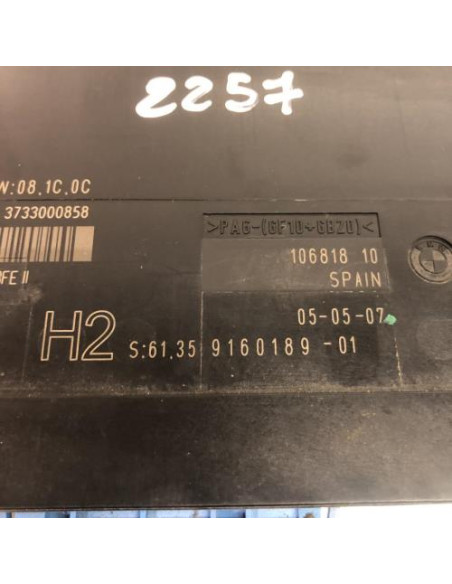 2257
W:08.1C.0C
3733000858
>PA6-(GF10+GB20)<
106818 10
SPAIN
FE II
05-05-07
H2 S:61.35 9160189 -01